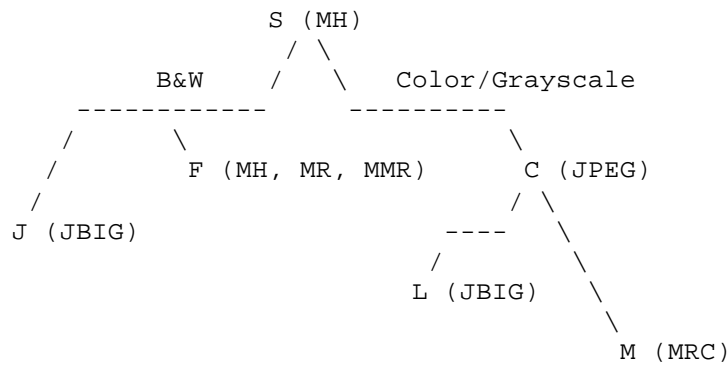 S (MH)
B&W Color/Grayscale
F (MH, MR, MMR) C (JPEG)
J (JBIG)
L (JBIG)
M (MRC)